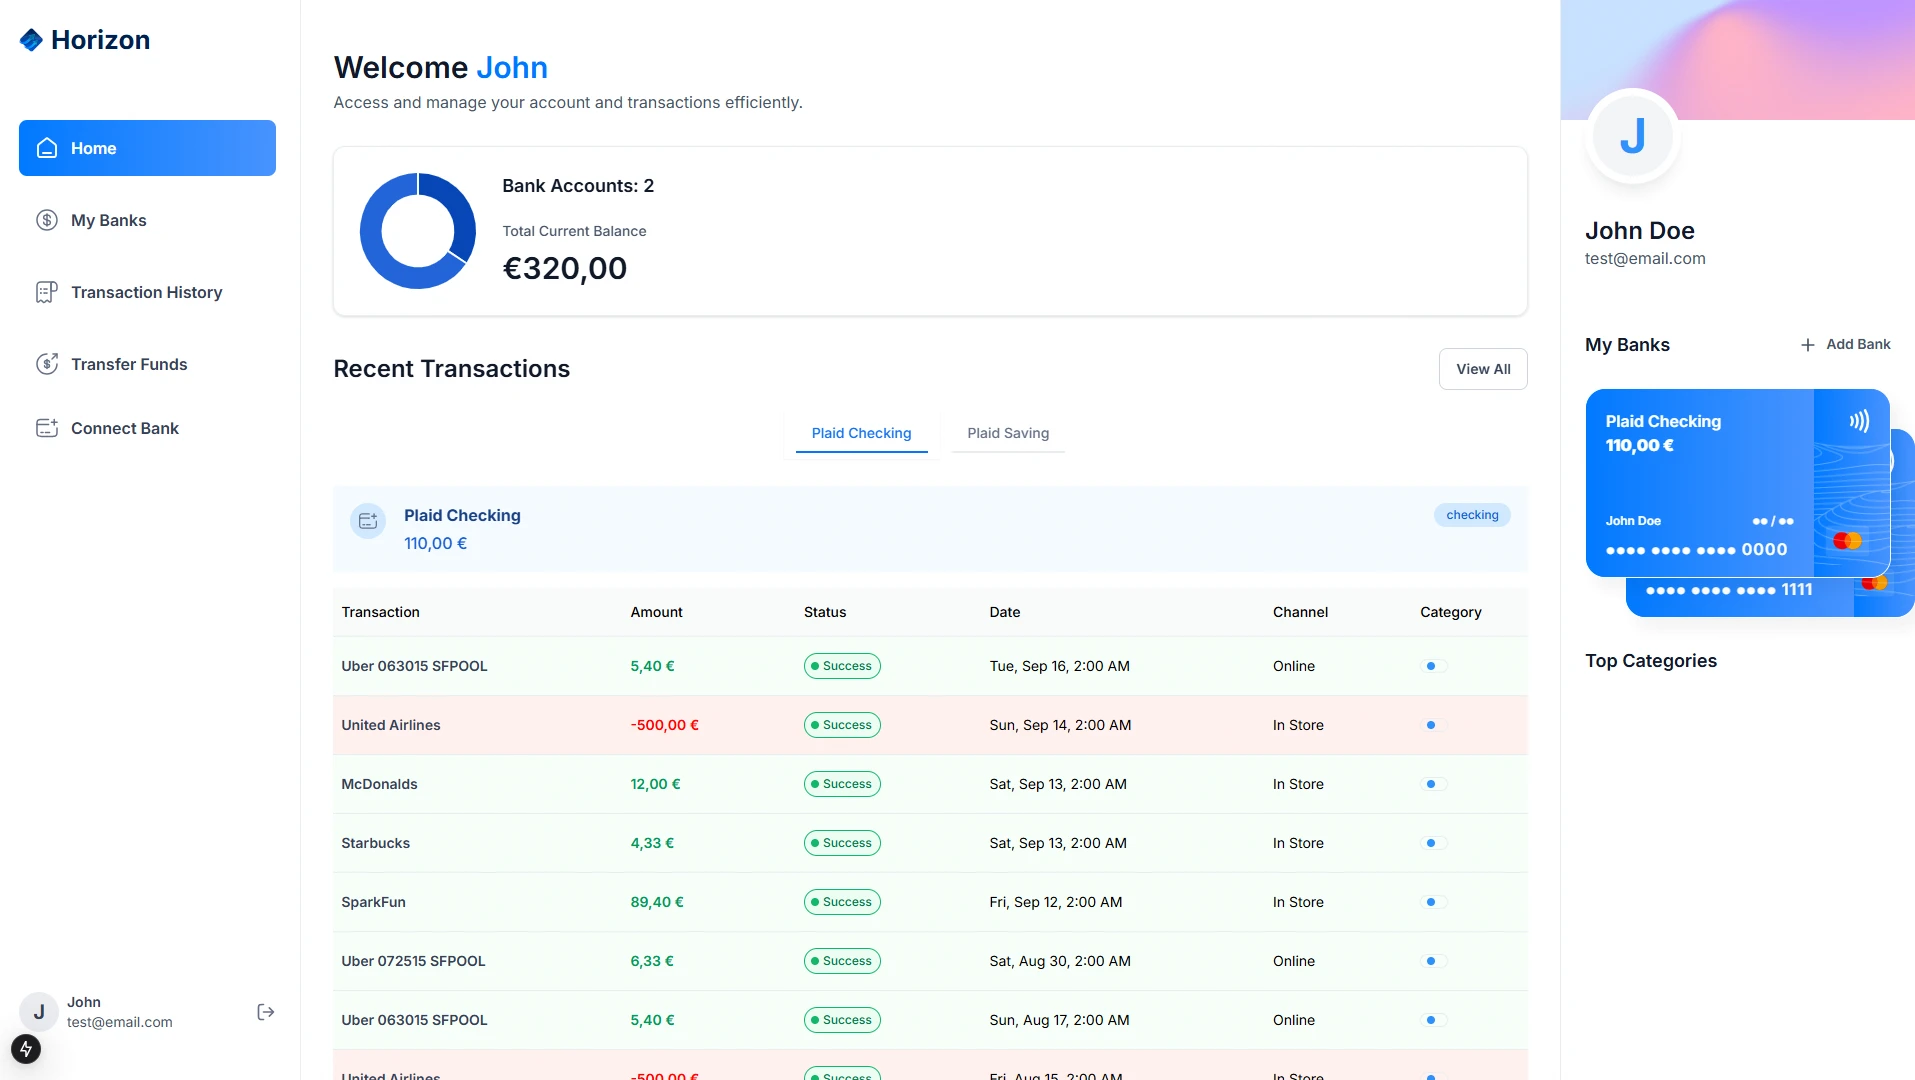 Horizon
Home
My Banks
Transaction History
Transfer Funds
Connect Bank
J
John
test@email.com
Welcome John
Access and manage your account and transactions efficiently.
Bank Accounts: 2
Total Current Balance
€320,00
Recent Transactions
View All
Plaid Checking
Plaid Saving
Plaid Checking
110,00 €
checking
Transaction Amount Status Date Channel Category
Uber 063015 SFPOOL 5,40 € Success Tue, Sep 16, 2:00 AM Online
United Airlines -500,00 € Success Sun, Sep 14, 2:00 AM In Store
McDonalds 12,00 € Success Sat, Sep 13, 2:00 AM In Store
Starbucks 4,33 € Success Sat, Sep 13, 2:00 AM In Store
SparkFun 89,40 € Success Fri, Sep 12, 2:00 AM In Store
Uber 072515 SFPOOL 6,33 € Success Sat, Aug 30, 2:00 AM Online
Uber 063015 SFPOOL 5,40 € Success Sun, Aug 17, 2:00 AM Online
United Airlines -500,00 € Success Fri, Aug 15, 2:00 AM In Store
J
John Doe
test@email.com
My Banks
+ Add Bank
Plaid Checking
110,00 €
John Doe ●● / ●●
●●●● ●●●● ●●●● 0000
●●●● ●●●● ●●●● 1111
Top Categories